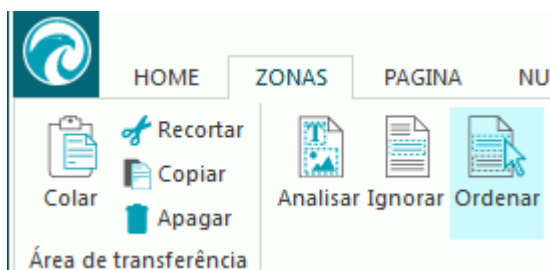 HOME ZONAS PAGINA NU
Recortar
Copiar
Colar
Apagar
Analisar Ignorar Ordenar
Área de transferência